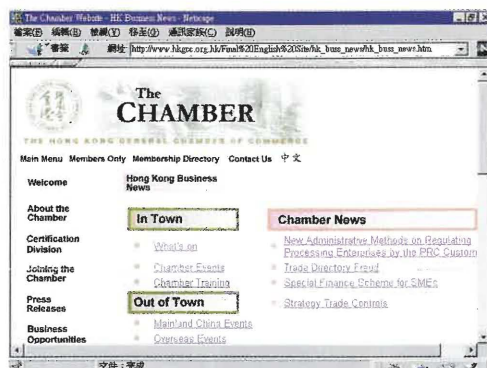 The Chamber Website - HK Business News - Netscape
檔案(F) 編輯(E) 檢視(V) 移至(G) 通訊家族(C) 說明(H)
書籤 網址 http://www.hkgcc.org.hk/Final%20English%20Site/hk_buss_news/hk_buss_news.htm
The
CHAMBER
THE HONG KONG GENERAL CHAMBER OF COMMERCE
Main Menu Members Only Membership Directory Contact Us 中文
Welcome
About the
Chamber
Certification
Division
Joining the
Chamber
Press
Releases
Business
Opportunities
Hong Kong Business
News
In Town
What's on
Chamber Events
Chamber Training
Out of Town
Mainland China Events
Overseas Events
Chamber News
New Administrative Methods on Regulating
Processing Enterprises by the PRC Custom
Trade Directory Fraud
Special Finance Scheme for SMEs
Strategy Trade Controls
文件：完成